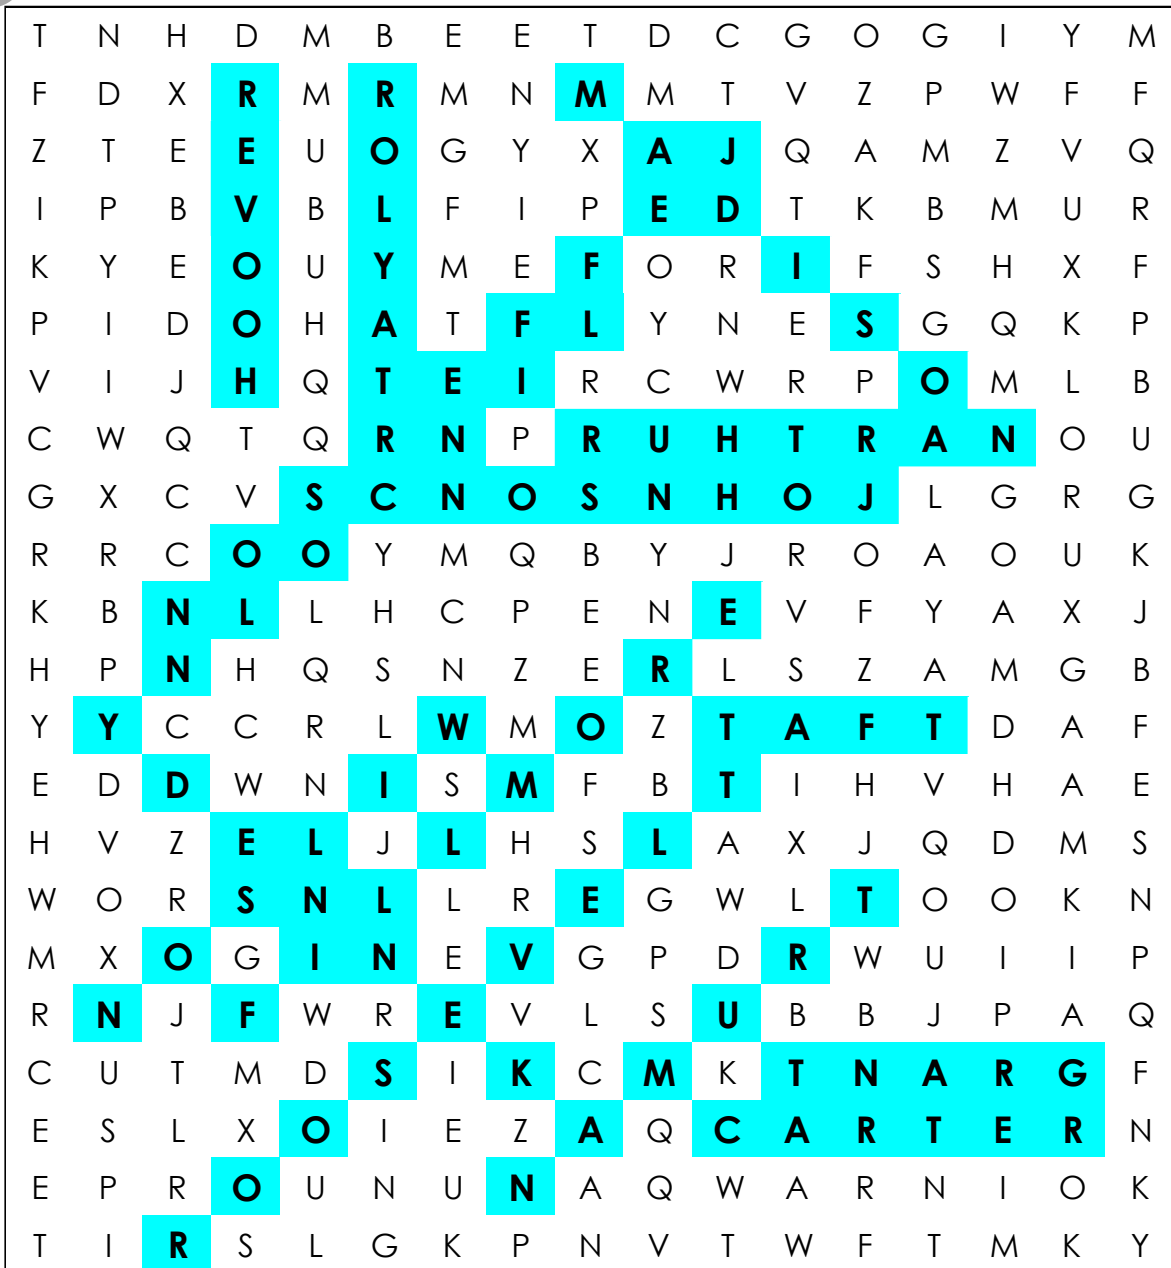 T N H D M B E E T D C G O G I Y M
F D X R M R M N M M T V Z P W F F
Z T E E U O G Y X A J Q A M Z V Q
I P B V B L F I P E D T K B M U R
K Y E O U Y M E F O R I F S H X F
P I D O H A T F L Y N E S G Q K P
V I J H Q T E I R C W R P O M L B
C W Q T Q R N P R U H T R A N O U
G X C V S C N O S N H O J L G R G
R R C O O Y M Q B Y J R O A O U K
K B N L L H C P E N E V F Y A X J
H P N H Q S N Z E R L S Z A M G B
Y Y C C R L W M O Z T A F T D A F
E D D W N I S M F B T I H V H A E
H V Z E L J L H S L A X J Q D M S
W O R S N L L R E G W L T O O K N
M X O G I N E V G P D R W U I I P
R N J F W R E V L S U B B J P A Q
C U T M D S I K C M K T N A R G F
E S L X O I E Z A Q C A R T E R N
E P R O U N U N A Q W A R N I O K
T I R S L G K P N V T W F T M K Y